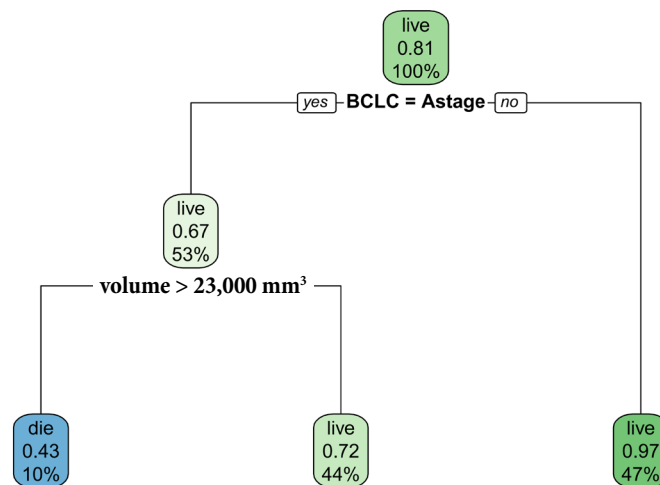 live
0.81
100%
yes BCLC = Astage no
live
0.67
53%
volume > 23,000 mm³
die
0.43
10%
live
0.72
44%
live
0.97
47%